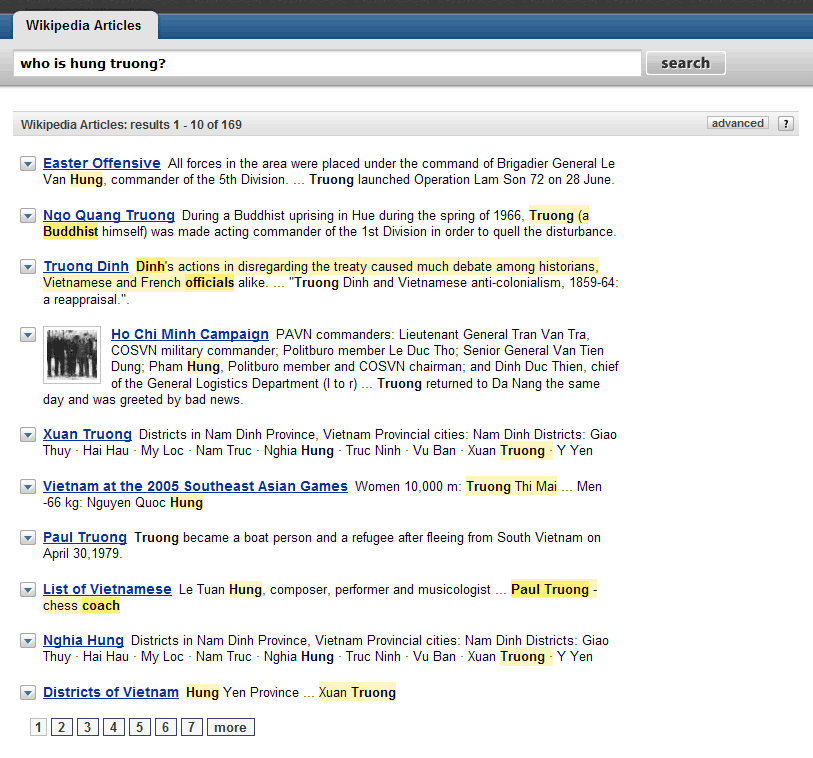 Wikipedia Articles
who is hung truong?
search
Wikipedia Articles: results 1 - 10 of 169
advanced
?
Easter Offensive All forces in the area were placed under the command of Brigadier General Le
Van Hung, commander of the 5th Division. ... Truong launched Operation Lam Son 72 on 28 June.
Ngo Quang Truong During a Buddhist uprising in Hue during the spring of 1966, Truong (a
Buddhist himself) was made acting commander of the 1st Division in order to quell the disturbance.
Truong Dinh Dinh's actions in disregarding the treaty caused much debate among historians,
Vietnamese and French officials alike. ... "Truong Dinh and Vietnamese anti-colonialism, 1859-64:
a reappraisal.".
Ho Chi Minh Campaign PAVN commanders: Lieutenant General Tran Van Tra,
COSVN military commander; Politburo member Le Duc Tho; Senior General Van Tien
Dung; Pham Hung, Politburo member and COSVN chairman; and Dinh Duc Thien, chief
of the General Logistics Department (l to r) ... Truong returned to Da Nang the same
day and was greeted by bad news.
Xuan Truong Districts in Nam Dinh Province, Vietnam Provincial cities: Nam Dinh Districts: Giao
Thuy · Hai Hau · My Loc · Nam Truc · Nghia Hung · Truc Ninh · Vu Ban · Xuan Truong · Y Yen
Vietnam at the 2005 Southeast Asian Games Women 10,000 m: Truong Thi Mai ... Men
-66 kg: Nguyen Quoc Hung
Paul Truong Truong became a boat person and a refugee after fleeing from South Vietnam on
April 30,1979.
List of Vietnamese Le Tuan Hung, composer, performer and musicologist ... Paul Truong -
chess coach
Nghia Hung Districts in Nam Dinh Province, Vietnam Provincial cities: Nam Dinh Districts: Giao
Thuy · Hai Hau · My Loc · Nam Truc · Nghia Hung · Truc Ninh · Vu Ban · Xuan Truong · Y Yen
Districts of Vietnam Hung Yen Province ... Xuan Truong
1 2 3 4 5 6 7 more